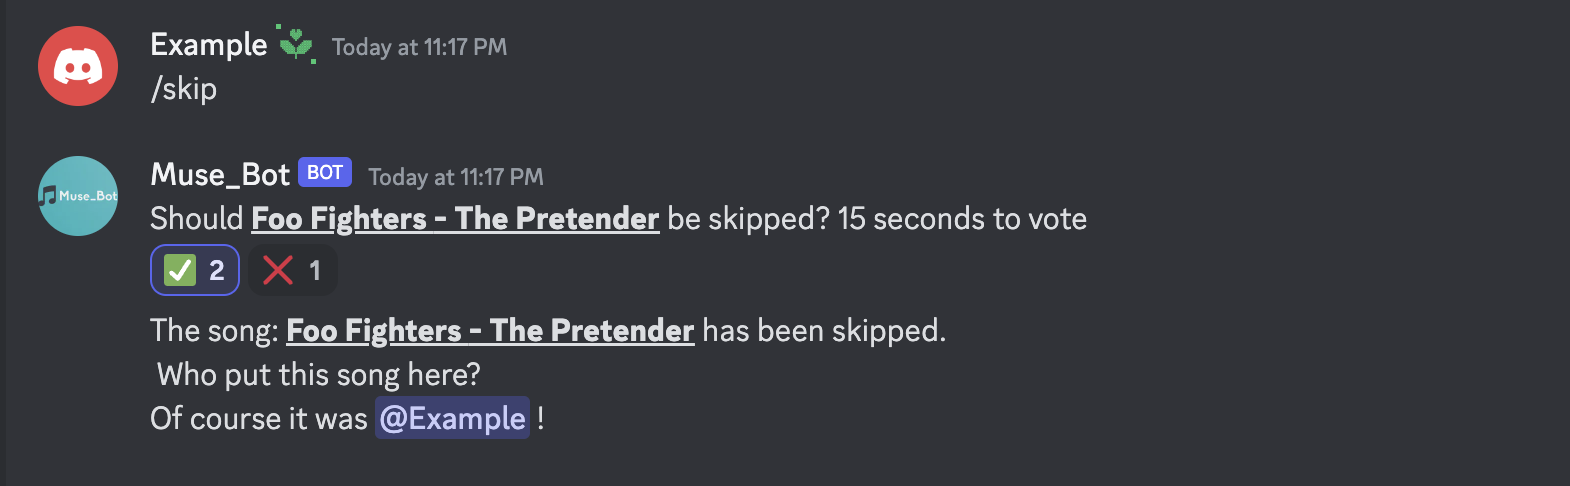 Example Today at 11:17 PM
/skip
Muse_Bot BOT Today at 11:17 PM
Muse_Bot
Should Foo Fighters - The Pretender be skipped? 15 seconds to vote
2 1
The song: Foo Fighters - The Pretender has been skipped.
Who put this song here?
Of course it was @Example !